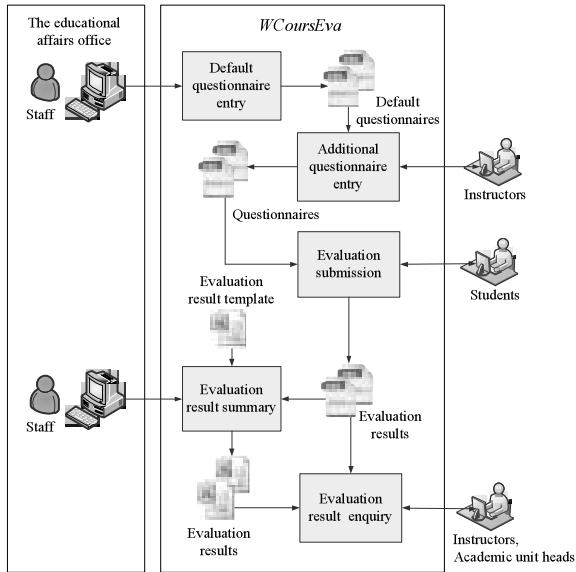 The educational
affairs office
WCoursEva
Staff
Default
questionnaire
entry
Default
questionnaires
Additional
questionnaire
entry
Instructors
Questionnaires
Evaluation
submission
Students
Evaluation
result template
Staff
Evaluation
result summary
Evaluation
results
Evaluation
results
Evaluation
result enquiry
Instructors,
Academic unit heads